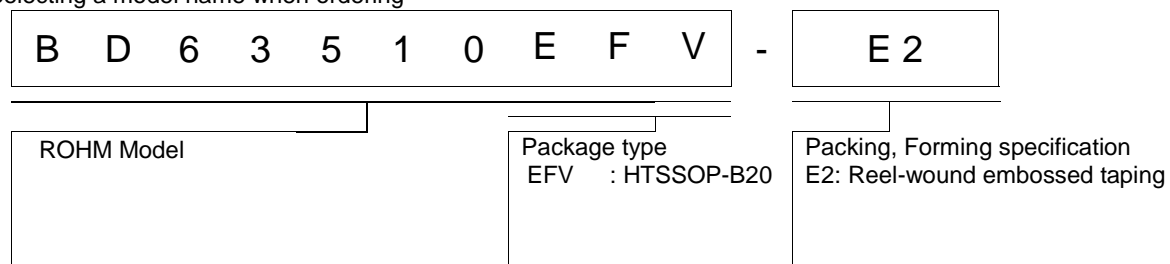 selecting a model name when ordering
B D 6 3 5 1 0 E F V - E 2
ROHM Model
Package type
EFV : HTSSOP-B20
Packing, Forming specification
E2: Reel-wound embossed taping